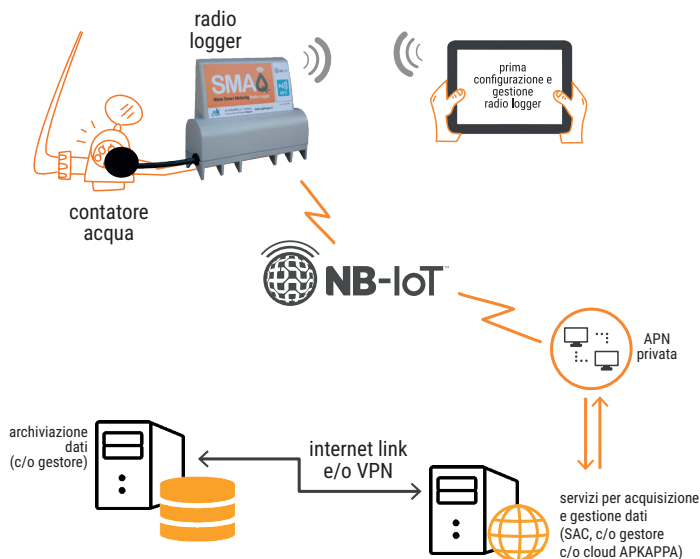 radio
logger
SMAQ
prima
configurazione e
gestione
radio logger
contatore
acqua
NB-IoT
APN
privata
archiviazione
dati
(c/o gestore)
internet link
e/o VPN
servizi per acquisizione
e gestione dati
(SAC, c/o gestore
c/o cloud APKAPPA)